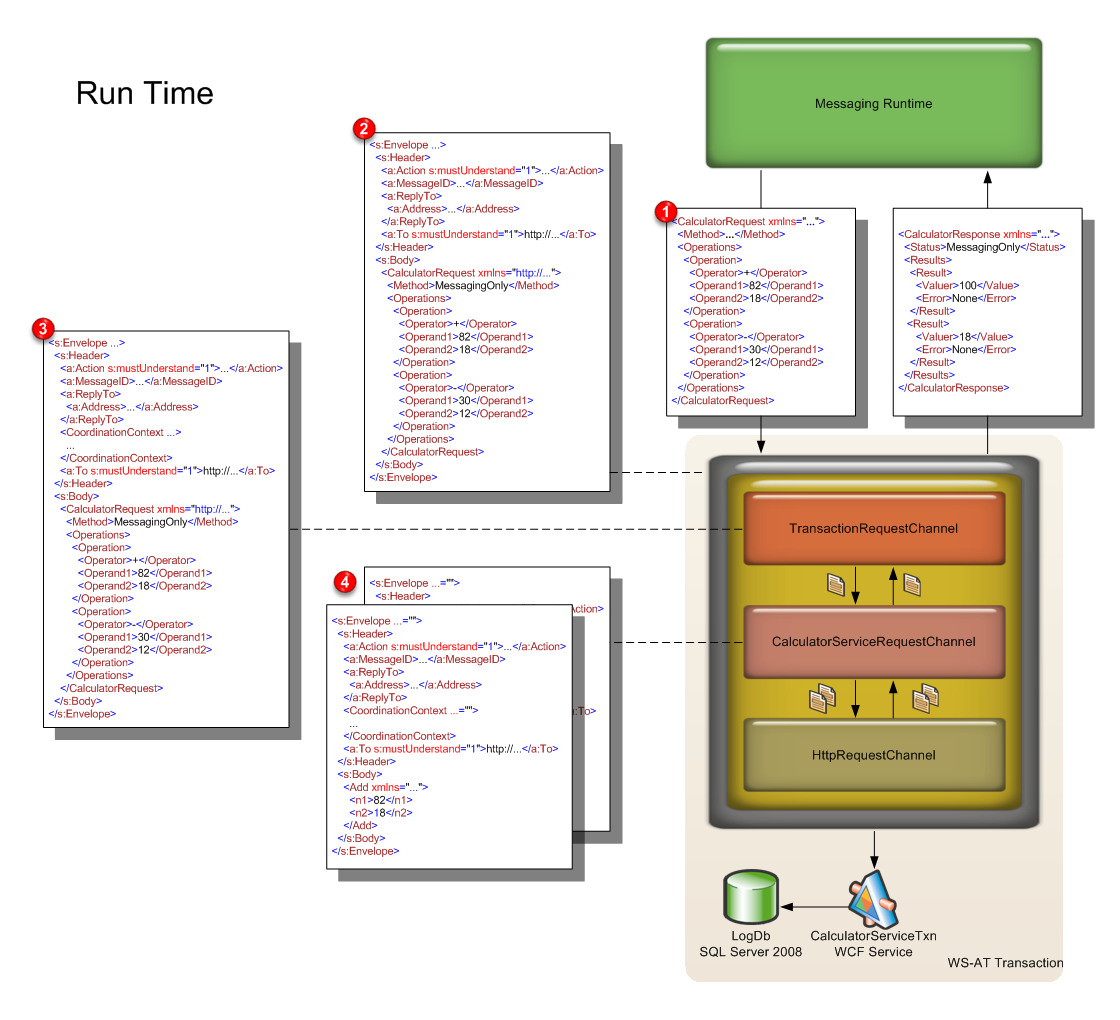 Run Time
Messaging Runtime
1
<CalculatorRequest xmlns="...">
<Method>...</Method>
<Operations>
<Operation>
<Operator>+</Operator>
<Operand1>82</Operand1>
<Operand2>18</Operand2>
</Operation>
<Operation>
<Operator>-</Operator>
<Operand1>30</Operand1>
<Operand2>12</Operand2>
</Operation>
</Operations>
</CalculatorRequest>
<CalculatorResponse xmlns="...">
<Status>MessagingOnly</Status>
<Results>
<Result>
<Valuer>100</Value>
<Error>None</Error>
</Result>
<Result>
<Valuer>18</Value>
<Error>None</Error>
</Result>
</Results>
</CalculatorResponse>
2
<s:Envelope ...>
<s:Header>
<a:Action s:mustUnderstand="1">...</a:Action>
<a:MessageID>...</a:MessageID>
<a:ReplyTo>
<a:Address>...</a:Address>
</a:ReplyTo>
<a:To s:mustUnderstand="1">http://...</a:To>
</s:Header>
<s:Body>
<CalculatorRequest xmlns="http://...">
<Method>MessagingOnly</Method>
<Operations>
<Operation>
<Operator>+</Operator>
<Operand1>82</Operand1>
<Operand2>18</Operand2>
</Operation>
<Operation>
<Operator>-</Operator>
<Operand1>30</Operand1>
<Operand2>12</Operand2>
</Operation>
</Operations>
</CalculatorRequest>
</s:Body>
</s:Envelope>
3
<s:Envelope ...>
<s:Header>
<a:Action s:mustUnderstand="1">...</a:Action>
<a:MessageID>...</a:MessageID>
<a:ReplyTo>
<a:Address>...</a:Address>
</a:ReplyTo>
<CoordinationContext ...>
...
</CoordinationContext>
<a:To s:mustUnderstand="1">http://...</a:To>
</s:Header>
<s:Body>
<CalculatorRequest xmlns="http://...">
<Method>MessagingOnly</Method>
<Operations>
<Operation>
<Operator>+</Operator>
<Operand1>82</Operand1>
<Operand2>18</Operand2>
</Operation>
<Operation>
<Operator>-</Operator>
<Operand1>30</Operand1>
<Operand2>12</Operand2>
</Operation>
</Operations>
</CalculatorRequest>
</s:Body>
</s:Envelope>
4
<s:Envelope ...="">
<s:Header>
Action>
a:To>
<s:Envelope ...="">
<s:Header>
<a:Action s:mustUnderstand="1">...</a:Action>
<a:MessageID>...</a:MessageID>
<a:ReplyTo>
<a:Address>...</a:Address>
</a:ReplyTo>
<CoordinationContext ...="">
...
</CoordinationContext>
<a:To s:mustUnderstand="1">http://...</a:To>
</s:Header>
<s:Body>
<Add xmlns="...">
<n1>82</n1>
<n2>18</n2>
</Add>
</s:Body>
</s:Envelope>
TransactionRequestChannel
CalculatorServiceRequestChannel
HttpRequestChannel
LogDb
SQL Server 2008
CalculatorServiceTxn
WCF Service
WS-AT Transaction